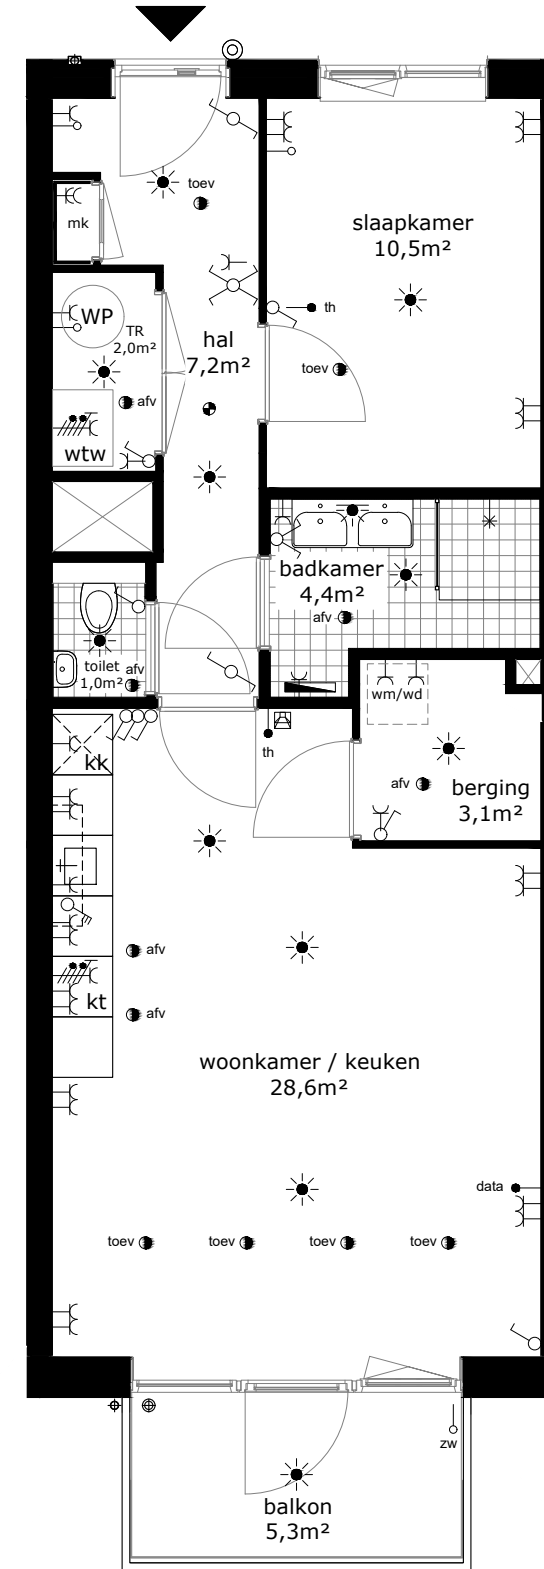 toev
mk
slaapkamer
10,5m²
WP
TR
2,0m²
th
hal
7,2m²
toev
afv
wtw
badkamer
4,4m²
afv
toilet
1,0m²
afv
wm/wd
th
kk
berging
3,1m²
afv
afv
kt
afv
woonkamer / keuken
28,6m²
data
toev
toev
toev
toev
zw
balkon
5,3m²